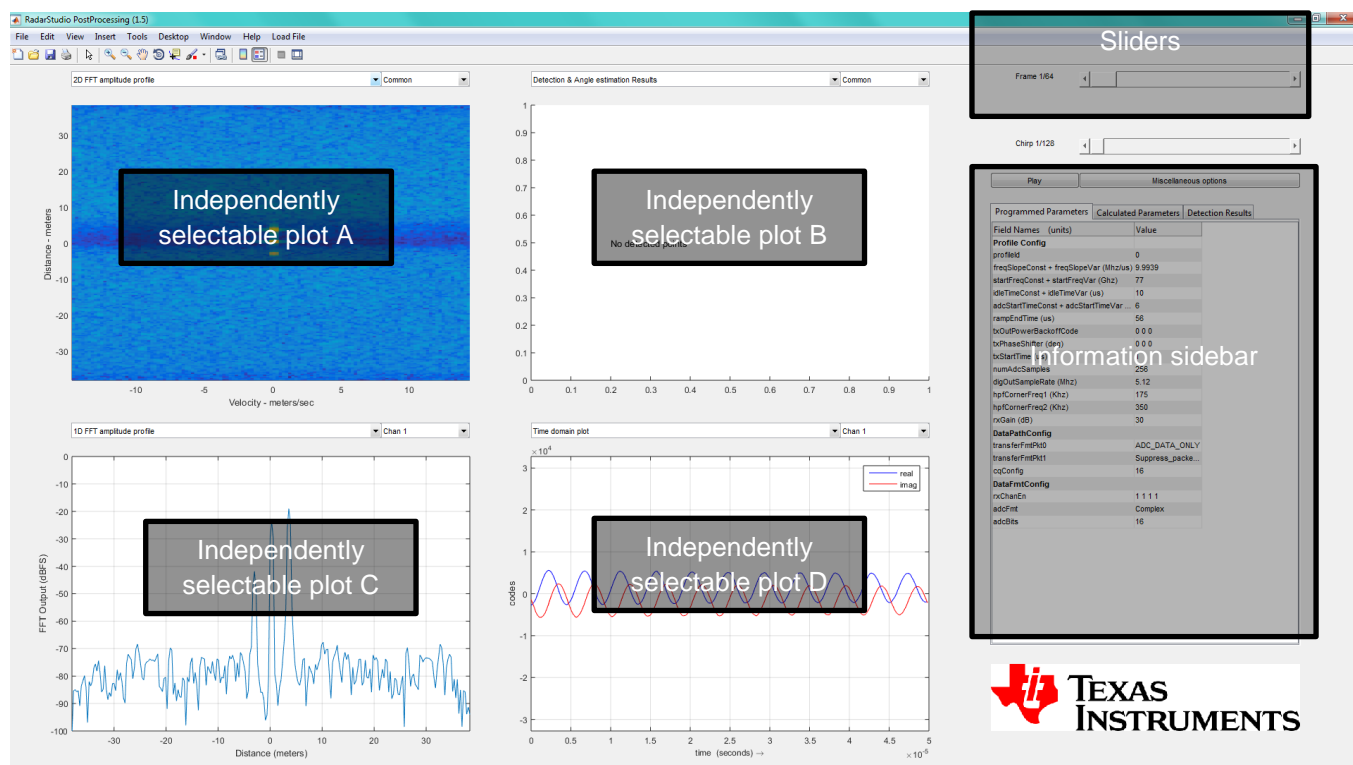 RadarStudio PostProcessing (1.5)
File Edit View Insert Tools Desktop Window Help Load File
2D FFT amplitude profile Common
Detection & Angle estimation Results Common
Sliders
Frame 1/64
Chirp 1/128
30
20
10
0
-10
-20
-30
Distance - meters
-10 -5 0 5 10
Velocity - meters/sec
Independently
selectable plot A
1
0.9
0.8
0.7
0.6
0.5
0.4
0.3
0.2
0.1
0
0 0.1 0.2 0.3 0.4 0.5 0.6 0.7 0.8 0.9 1
No detected points
Independently
selectable plot B
Play Miscellaneous options
Programmed Parameters Calculated Parameters Detection Results
Field Names (units) Value
Profile Config
profileId 0
freqSlopeConst + freqSlopeVar (Mhz/us) 9.9939
startFreqConst + startFreqVar (Ghz) 77
idleTimeConst + idleTimeVar (us) 10
adcStartTimeConst + adcStartTimeVar ... 6
rampEndTime (us) 56
txOutPowerBackoffCode 0 0 0
txPhaseShifter (deg) 0 0 0
txStartTime
Information sidebar
numAdcSamples 256
digOutSampleRate (Mhz) 5.12
hpfCornerFreq1 (Khz) 175
hpfCornerFreq2 (Khz) 350
rxGain (dB) 30
DataPathConfig
transferFmtPkt0 ADC_DATA_ONLY
transferFmtPkt1 Suppress_packe...
cqConfig 16
DataFmtConfig
rxChanEn 1 1 1 1
adcFmt Complex
adcBits 16
1D FFT amplitude profile Chan 1
0
-10
-20
-30
-40
-50
-60
-70
-80
-90
-100
FFT Output (dBFS)
-30 -20 -10 0 10 20 30
Distance (meters)
Independently
selectable plot C
Time domain plot Chan 1
× 10^4
3
2
1
0
-1
-2
-3
codes
real
imag
0 0.5 1 1.5 2 2.5 3 3.5 4 4.5 5
time (seconds) →
× 10^-5
Independently
selectable plot D
TEXAS
INSTRUMENTS